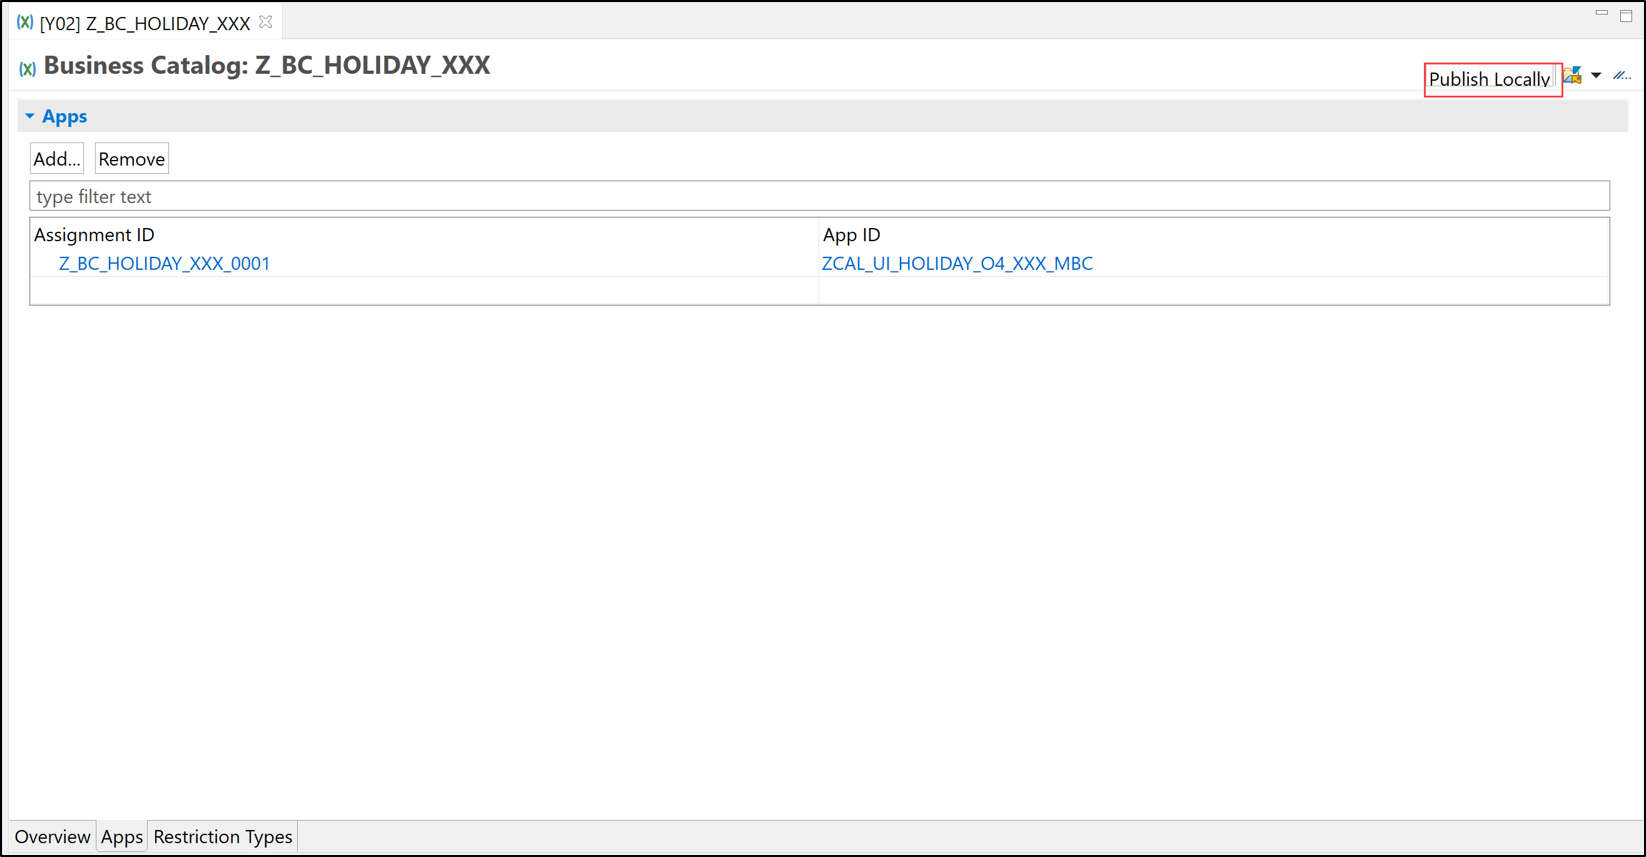 [Y02] Z_BC_HOLIDAY_XXX
Business Catalog: Z_BC_HOLIDAY_XXX
Publish Locally
Apps
Add... Remove
type filter text
Assignment ID App ID
Z_BC_HOLIDAY_XXX_0001 ZCAL_UI_HOLIDAY_O4_XXX_MBC
Overview Apps Restriction Types